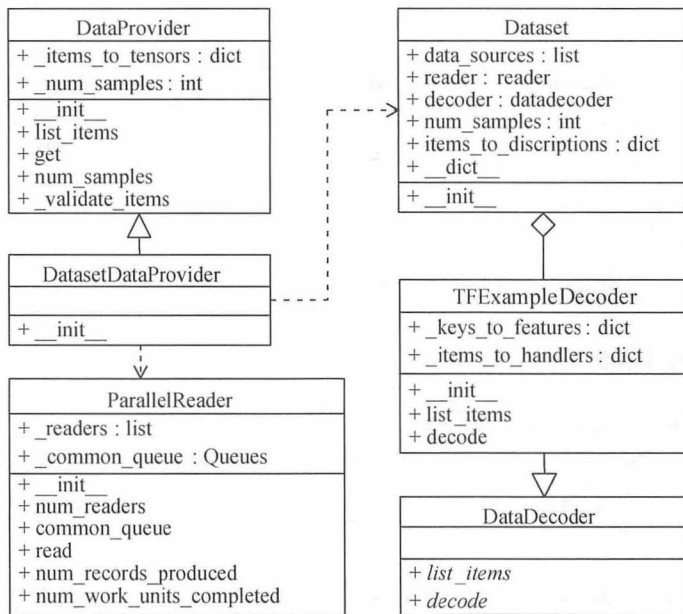 DataProvider
+ _items_to_tensors : dict
+ _num_samples : int
+ __init__
+ list_items
+ get
+ num_samples
+ _validate_items
DatasetDataProvider
+ __init__
ParallelReader
+ _readers : list
+ _common_queue : Queues
+ __init__
+ num_readers
+ common_queue
+ read
+ num_records_produced
+ num_work_units_completed
Dataset
+ data_sources : list
+ reader : reader
+ decoder : datadecoder
+ num_samples : int
+ items_to_discriptions : dict
+ __dict__
+ __init__
TFExampleDecoder
+ _keys_to_features : dict
+ _items_to_handlers : dict
+ __init__
+ list_items
+ decode
DataDecoder
+ list_items
+ decode